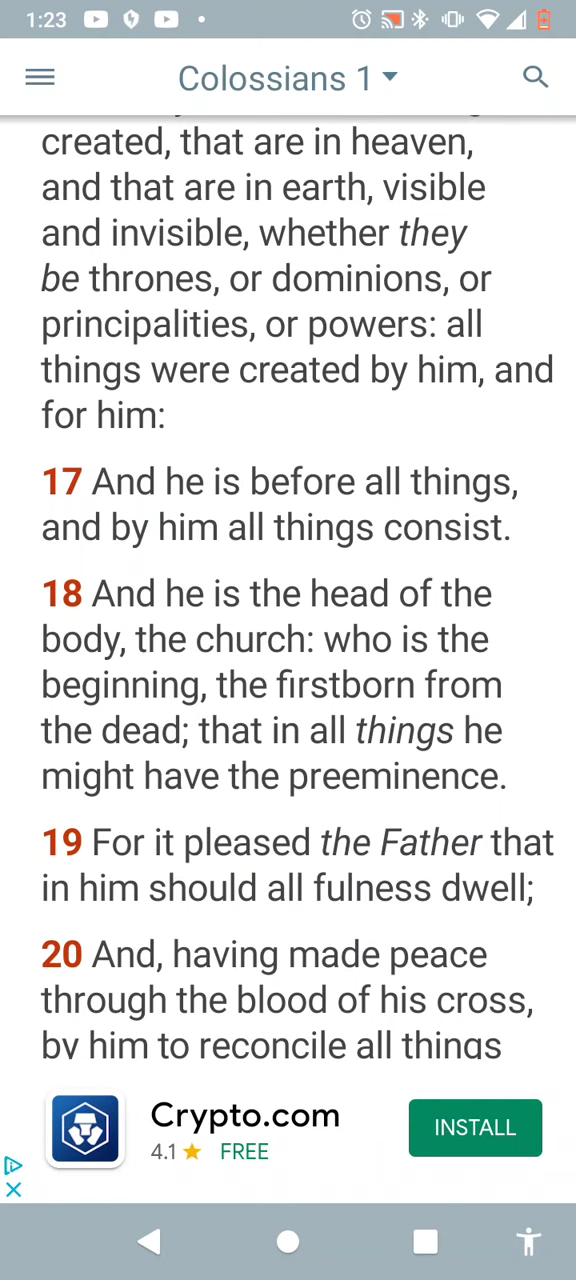 1:23
Colossians 1
created, that are in heaven,
and that are in earth, visible
and invisible, whether they
be thrones, or dominions, or
principalities, or powers: all
things were created by him, and
for him:
17 And he is before all things,
and by him all things consist.
18 And he is the head of the
body, the church: who is the
beginning, the firstborn from
the dead; that in all things he
might have the preeminence.
19 For it pleased the Father that
in him should all fulness dwell;
20 And, having made peace
through the blood of his cross,
by him to reconcile all things
Crypto.com
4.1 ★ FREE
INSTALL